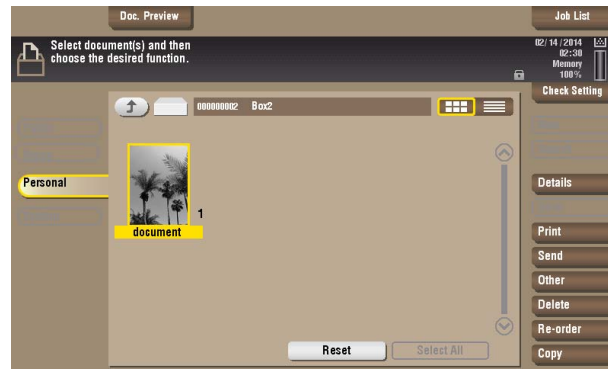 Doc. Preview
Job List
Select document(s) and then
choose the desired function.
02/14/2014
02:30
Memory
100%
Check Setting
000000002 Box2
Personal
Details
1
document
Print
Send
Other
Delete
Re-order
Reset
Select All
Copy